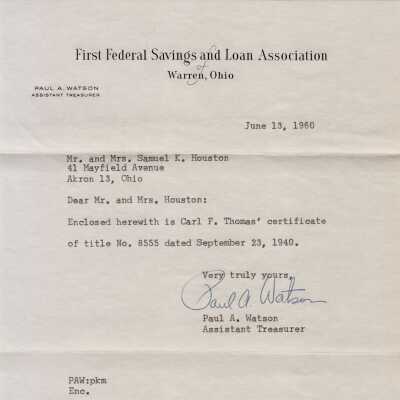 First Federal Savings and Loan Association
of
Warren, Ohio
PAUL A. WATSON
ASSISTANT TREASURER
June 13, 1960
Mr. and Mrs. Samuel K. Houston
41 Mayfield Avenue
Akron 13, Ohio
Dear Mr. and Mrs. Houston:
Enclosed herewith is Carl F. Thomas' certificate
of title No. 8555 dated September 23, 1940.
Very truly yours,
Paul A Watson
Paul A. Watson
Assistant Treasurer
PAW:pkm
Enc.